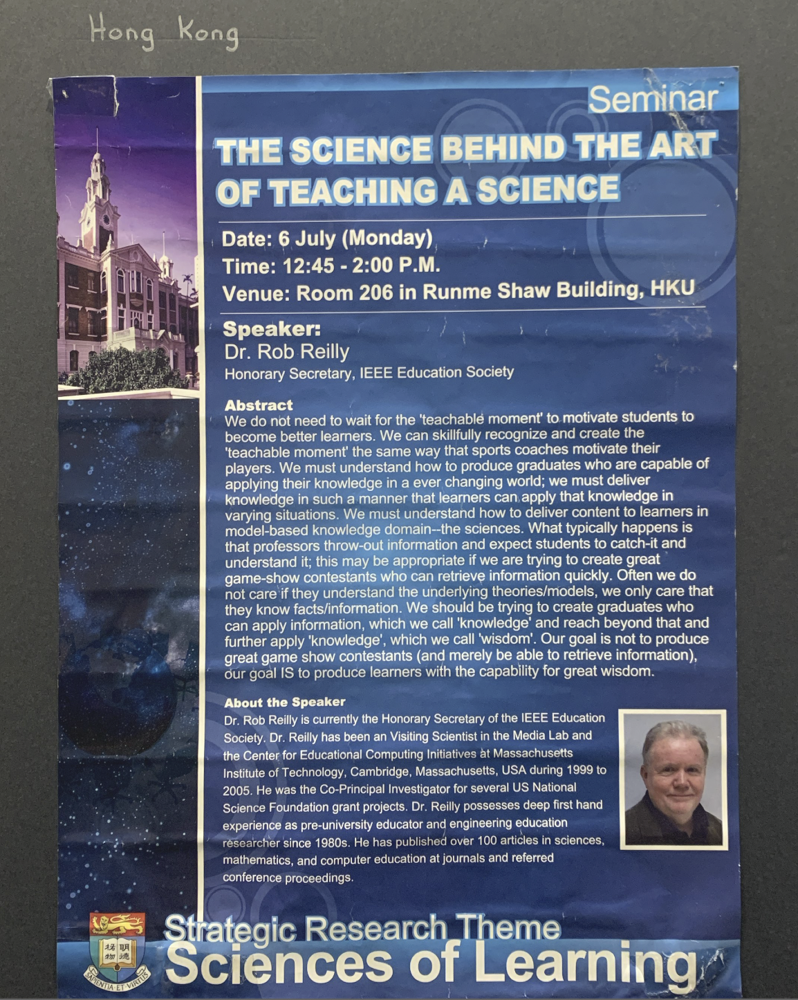 Hong Kong
Seminar
THE SCIENCE BEHIND THE ART
OF TEACHING A SCIENCE
Date: 6 July (Monday)
Time: 12:45 - 2:00 P.M.
Venue: Room 206 in Runme Shaw Building, HKU
Speaker:
Dr. Rob Reilly
Honorary Secretary, IEEE Education Society
Abstract
We do not need to wait for the 'teachable moment' to motivate students to
become better learners. We can skillfully recognize and create the
'teachable moment' the same way that sports coaches motivate their
players. We must understand how to produce graduates who are capable of
applying their knowledge in a ever changing world; we must deliver
knowledge in such a manner that learners can apply that knowledge in
varying situations. We must understand how to deliver content to learners in
model-based knowledge domain--the sciences. What typically happens is
that professors throw-out information and expect students to catch-it and
understand it; this may be appropriate if we are trying to create great
game-show contestants who can retrieve information quickly. Often we do
not care if they understand the underlying theories/models, we only care that
they know facts/information. We should be trying to create graduates who
can apply information, which we call 'knowledge' and reach beyond that and
further apply 'knowledge', which we call 'wisdom'. Our goal is not to produce
great game show contestants (and merely be able to retrieve information),
our goal IS to produce learners with the capability for great wisdom.
About the Speaker
Dr. Rob Reilly is currently the Honorary Secretary of the IEEE Education
Society. Dr. Reilly has been an Visiting Scientist in the Media Lab and
the Center for Educational Computing Initiatives at Massachusetts
Institute of Technology, Cambridge, Massachusetts, USA during 1999 to
2005. He was the Co-Principal Investigator for several US National
Science Foundation grant projects. Dr. Reilly possesses deep first hand
experience as pre-university educator and engineering education
researcher since 1980s. He has published over 100 articles in sciences,
mathematics, and computer education at journals and referred
conference proceedings.
Strategic Research Theme
Sciences of Learning
明德
格物
SAPIENTIA·ET·VIRTUS